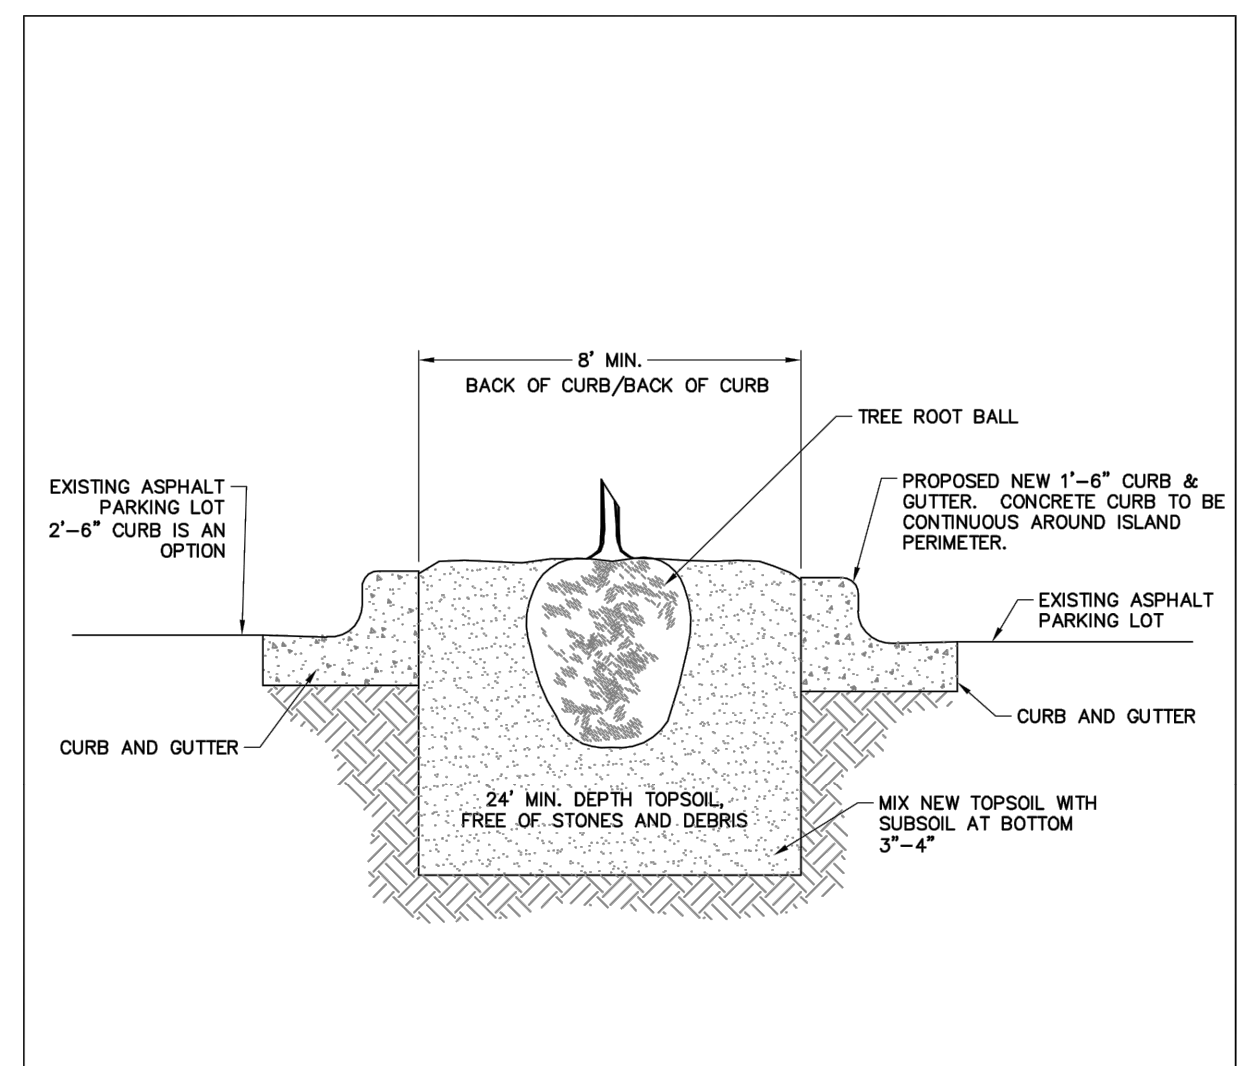 8' MIN.
BACK OF CURB/BACK OF CURB
TREE ROOT BALL
EXISTING ASPHALT
PARKING LOT
2'-6" CURB IS AN
OPTION
PROPOSED NEW 1'-6" CURB &
GUTTER. CONCRETE CURB TO BE
CONTINUOUS AROUND ISLAND
PERIMETER.
EXISTING ASPHALT
PARKING LOT
CURB AND GUTTER
CURB AND GUTTER
24' MIN. DEPTH TOPSOIL,
FREE OF STONES AND DEBRIS
MIX NEW TOPSOIL WITH
SUBSOIL AT BOTTOM
3"-4"